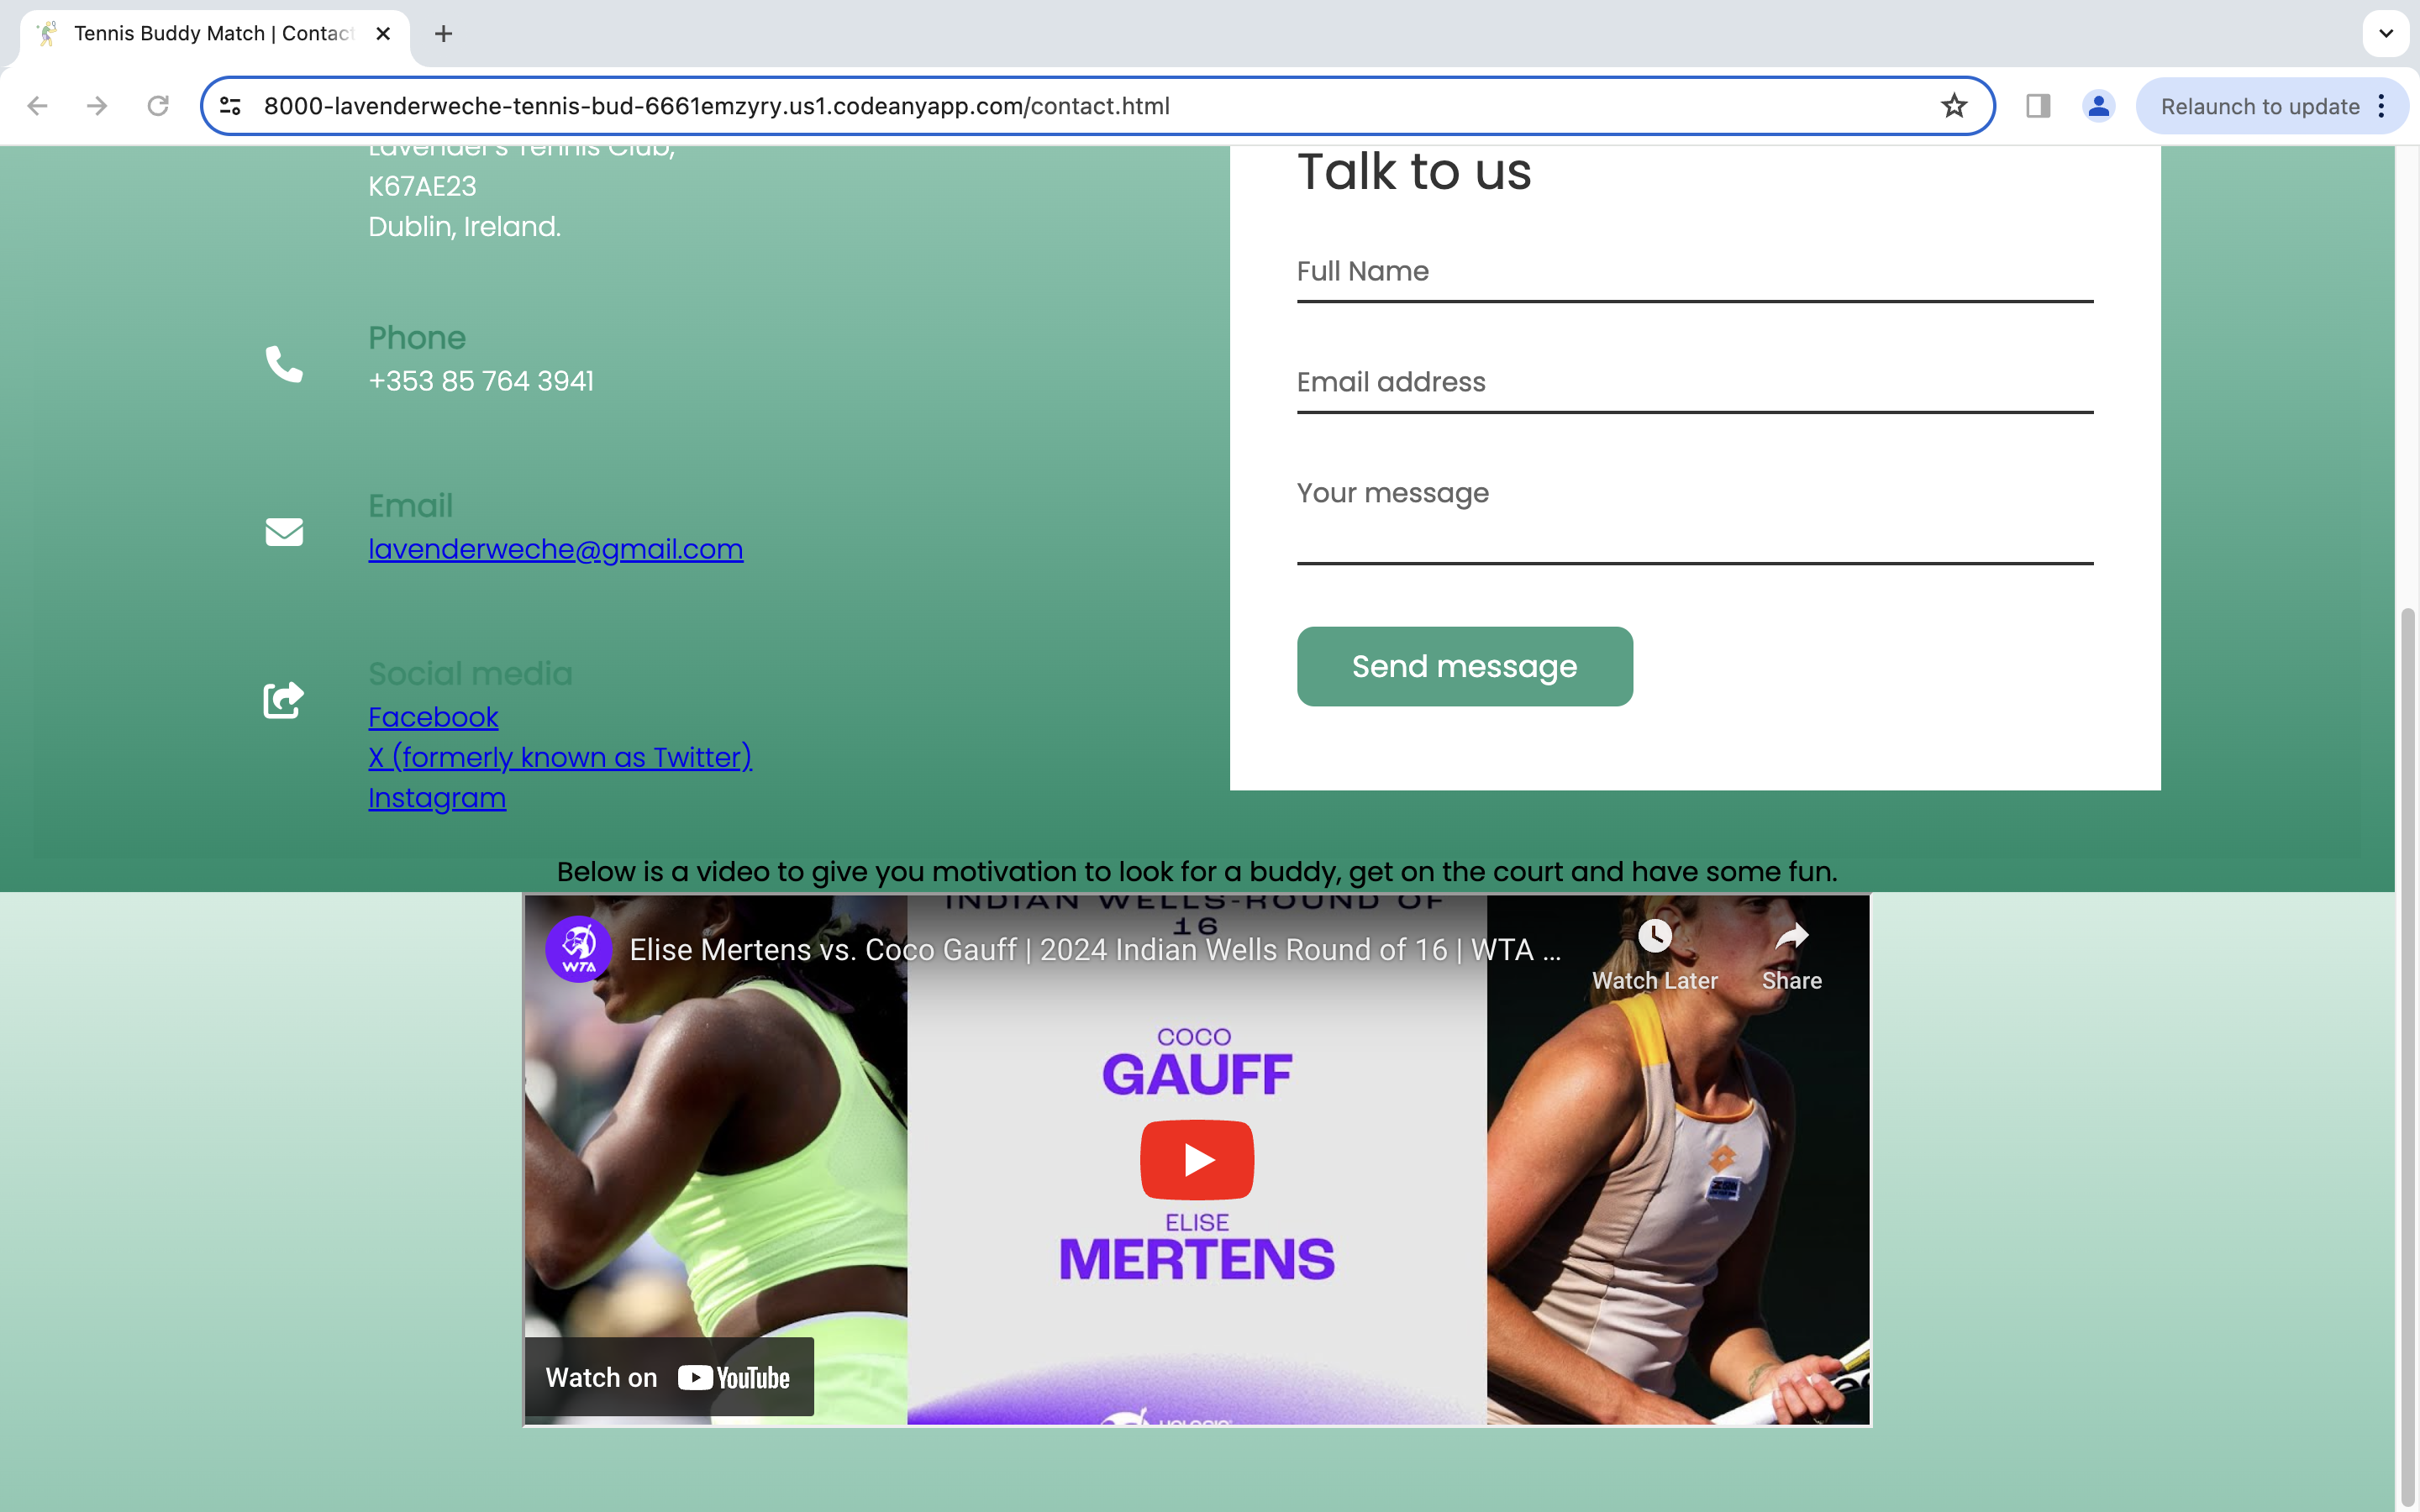 Tennis Buddy Match | Contact
8000-lavenderweche-tennis-bud-6661emzyry.us1.codeanyapp.com/contact.html
Relaunch to update
Lavender's Tennis Club,
K67AE23
Dublin, Ireland.
Phone
+353 85 764 3941
Email
lavenderweche@gmail.com
Social media
Facebook
X (formerly known as Twitter)
Instagram
Talk to us
Full Name
Email address
Your message
Send message
Below is a video to give you motivation to look for a buddy, get on the court and have some fun.
INDIAN WELLS-ROUND OF
16
WTA
Elise Mertens vs. Coco Gauff | 2024 Indian Wells Round of 16 | WTA ...
Watch Later
Share
COCO
GAUFF
ELISE
MERTENS
Watch on YouTube